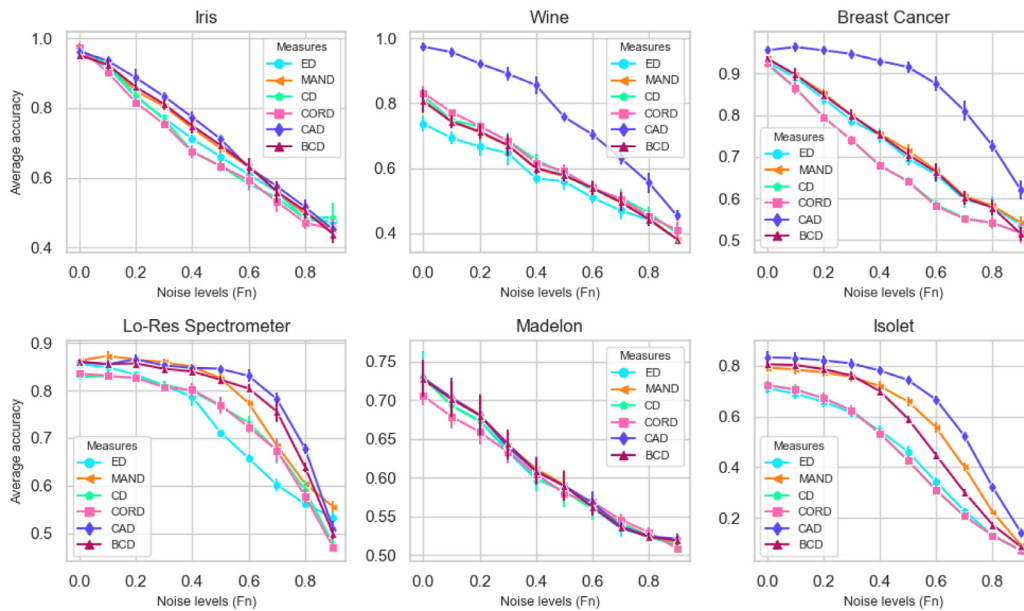 Iris
Wine
Breast Cancer
Average accuracy
1.0
0.8
0.6
0.4
Measures
ED
MAND
CD
CORD
CAD
BCD
0.0
0.2
0.4
0.6
0.8
Noise levels (Fn)
1.0
0.8
0.6
0.4
Measures
ED
MAND
CD
CORD
CAD
BCD
0.0
0.2
0.4
0.6
0.8
Noise levels (Fn)
0.9
0.8
0.7
0.6
0.5
Measures
ED
MAND
CD
CORD
CAD
BCD
0.0
0.2
0.4
0.6
0.8
Noise levels (Fn)
Lo-Res Spectrometer
Madelon
Isolet
Average accuracy
0.9
0.8
0.7
0.6
0.5
Measures
ED
MAND
CD
CORD
CAD
BCD
0.0
0.2
0.4
0.6
0.8
Noise levels (Fn)
0.75
0.70
0.65
0.60
0.55
0.50
Measures
ED
MAND
CD
CORD
CAD
BCD
0.0
0.2
0.4
0.6
0.8
Noise levels (Fn)
0.8
0.6
0.4
0.2
Measures
ED
MAND
CD
CORD
CAD
BCD
0.0
0.2
0.4
0.6
0.8
Noise levels (Fn)